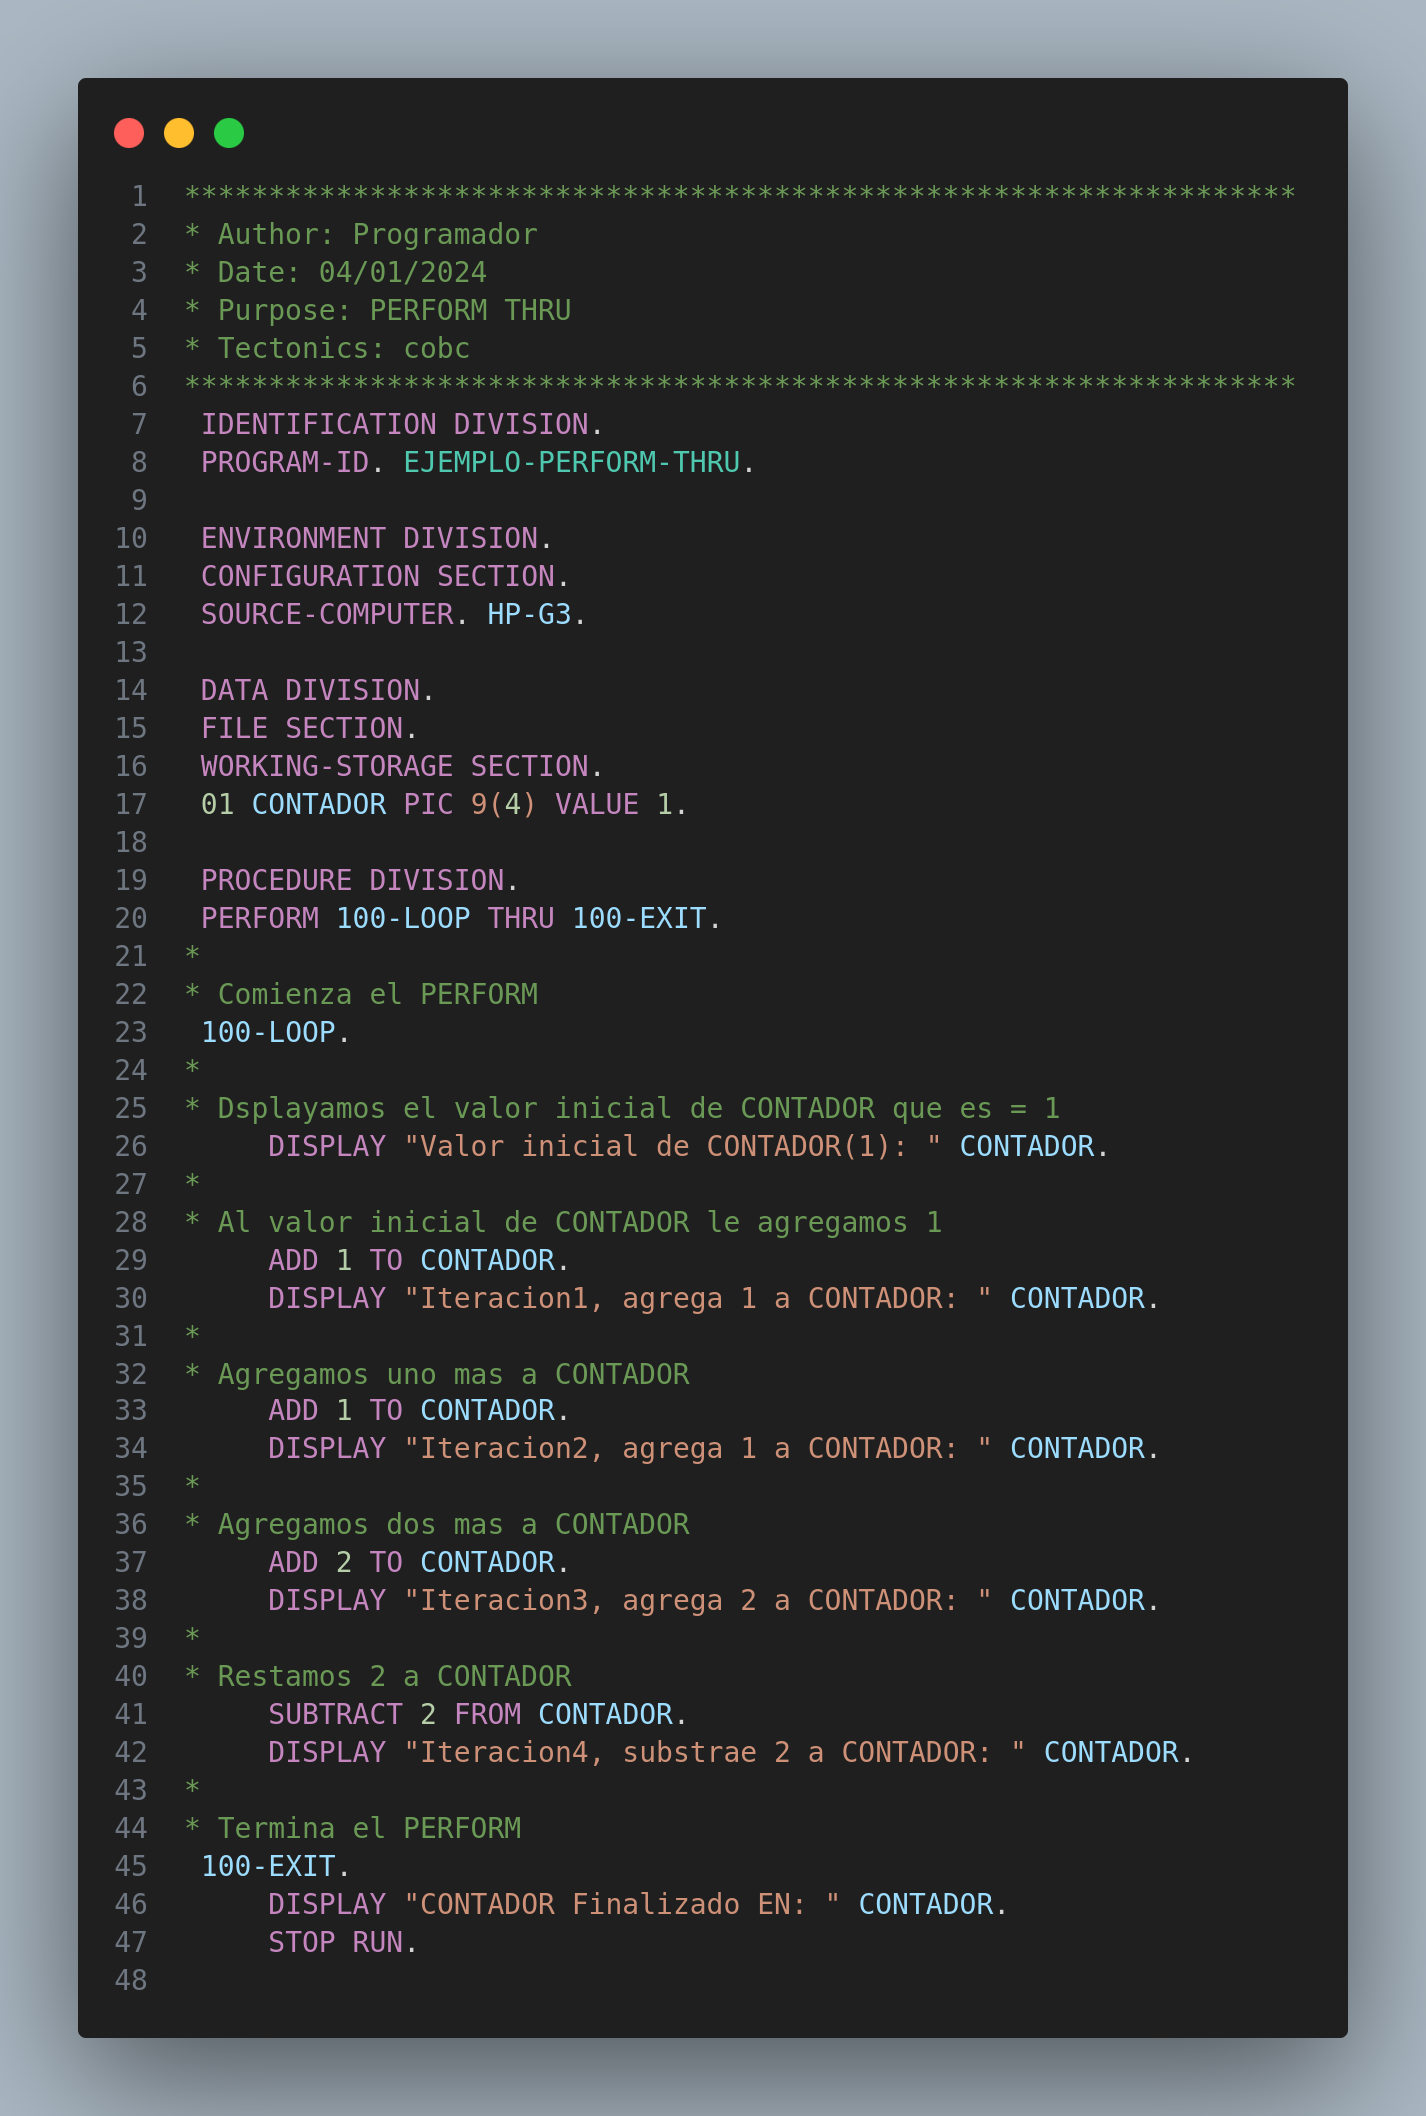 1 ******************************************************************
2 * Author: Programador
3 * Date: 04/01/2024
4 * Purpose: PERFORM THRU
5 * Tectonics: cobc
6 ******************************************************************
7  IDENTIFICATION DIVISION.
8  PROGRAM-ID. EJEMPLO-PERFORM-THRU.
9
10  ENVIRONMENT DIVISION.
11  CONFIGURATION SECTION.
12  SOURCE-COMPUTER. HP-G3.
13
14  DATA DIVISION.
15  FILE SECTION.
16  WORKING-STORAGE SECTION.
17  01 CONTADOR PIC 9(4) VALUE 1.
18
19  PROCEDURE DIVISION.
20  PERFORM 100-LOOP THRU 100-EXIT.
21 *
22 * Comienza el PERFORM
23  100-LOOP.
24 *
25 * Dsplayamos el valor inicial de CONTADOR que es = 1
26      DISPLAY "Valor inicial de CONTADOR(1): " CONTADOR.
27 *
28 * Al valor inicial de CONTADOR le agregamos 1
29      ADD 1 TO CONTADOR.
30      DISPLAY "Iteracion1, agrega 1 a CONTADOR: " CONTADOR.
31 *
32 * Agregamos uno mas a CONTADOR
33      ADD 1 TO CONTADOR.
34      DISPLAY "Iteracion2, agrega 1 a CONTADOR: " CONTADOR.
35 *
36 * Agregamos dos mas a CONTADOR
37      ADD 2 TO CONTADOR.
38      DISPLAY "Iteracion3, agrega 2 a CONTADOR: " CONTADOR.
39 *
40 * Restamos 2 a CONTADOR
41      SUBTRACT 2 FROM CONTADOR.
42      DISPLAY "Iteracion4, substrae 2 a CONTADOR: " CONTADOR.
43 *
44 * Termina el PERFORM
45  100-EXIT.
46      DISPLAY "CONTADOR Finalizado EN: " CONTADOR.
47      STOP RUN.
48